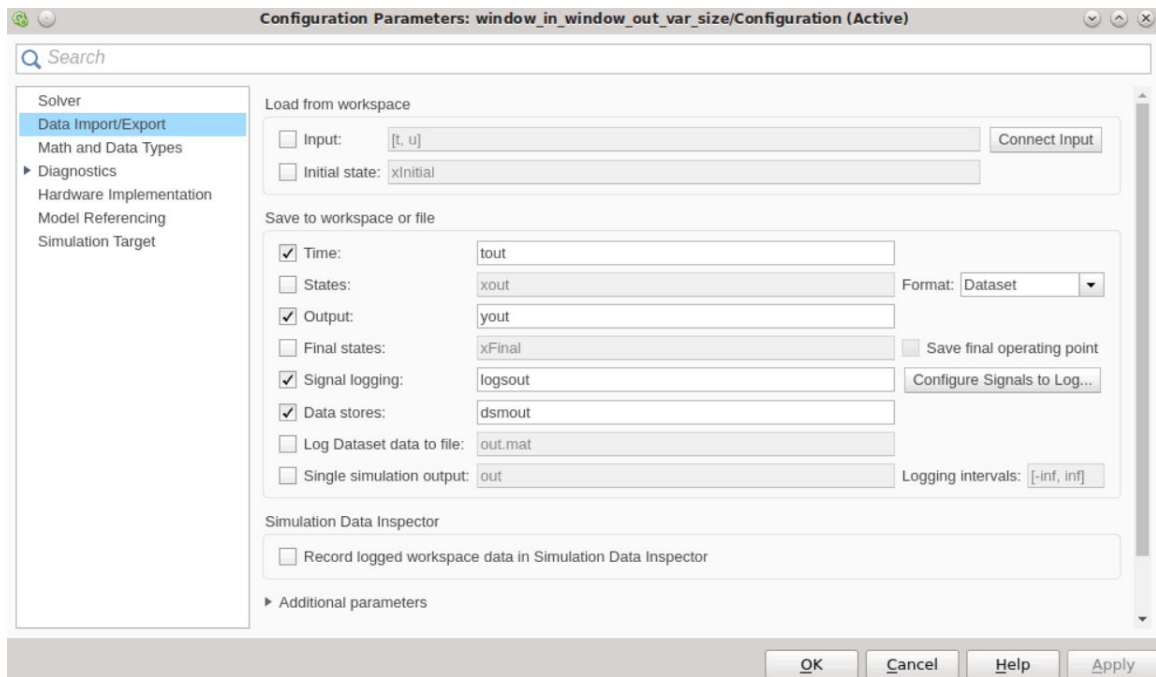 Configuration Parameters: window_in_window_out_var_size/Configuration (Active)
Search
Solver
Data Import/Export
Math and Data Types
Diagnostics
Hardware Implementation
Model Referencing
Simulation Target
Load from workspace
Input: [t, u] Connect Input
Initial state: xInitial
Save to workspace or file
Time: tout
States: xout Format: Dataset
Output: yout
Final states: xFinal Save final operating point
Signal logging: logsout Configure Signals to Log...
Data stores: dsmout
Log Dataset data to file: out.mat
Single simulation output: out Logging intervals: [-inf, inf]
Simulation Data Inspector
Record logged workspace data in Simulation Data Inspector
Additional parameters
OK Cancel Help Apply